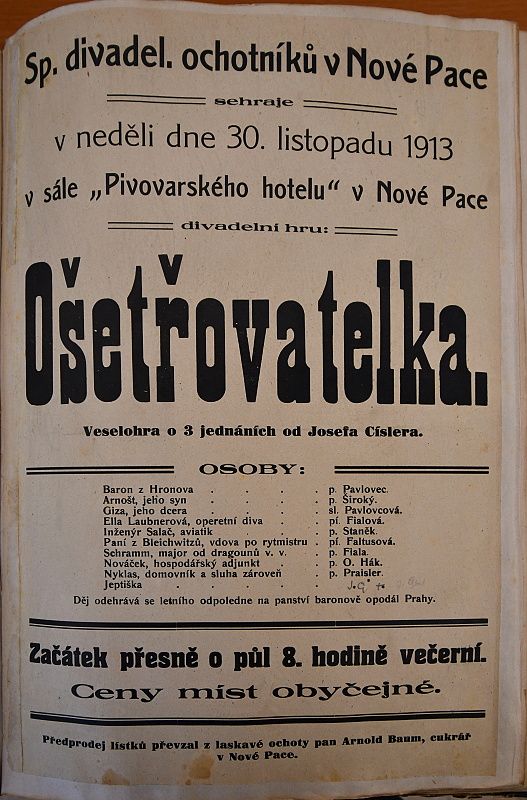 Sp. divadel. ochotníků v Nové Pace
sehraje
v neděli dne 30. listopadu 1913
v sále „Pivovarského hotelu“ v Nové Pace
divadelní hru:
Ošetřovatelka.
Veselohra o 3 jednáních od Josefa Císlera.
OSOBY:
Baron z Hronova . . . . p. Pavlovec.
Arnošt, jeho syn . . . . p. Široký.
Giza, jeho dcera . . . . sl. Pavlovcová.
Ella Laubnerová, operetní diva . . pí. Fialová.
Inženýr Salač, aviatik . . . p. Staněk.
Paní z Bleichwitzů, vdova po rytmistru . pí. Faltusová.
Schramm, major od dragounů v. v. . . p. Fiala.
Nováček, hospodářský adjunkt . . p. O. Hák.
Nyklas, domovník a sluha zároveň . . p. Praisler.
Jeptiška . . . .
Děj odehrává se letního odpoledne na panství baronově opodál Prahy.
Začátek přesně o půl 8. hodině večerní.
Ceny míst obyčejné.
Předprodej lístků převzal z laskavé ochoty pan Arnold Baum, cukrář
v Nové Pace.